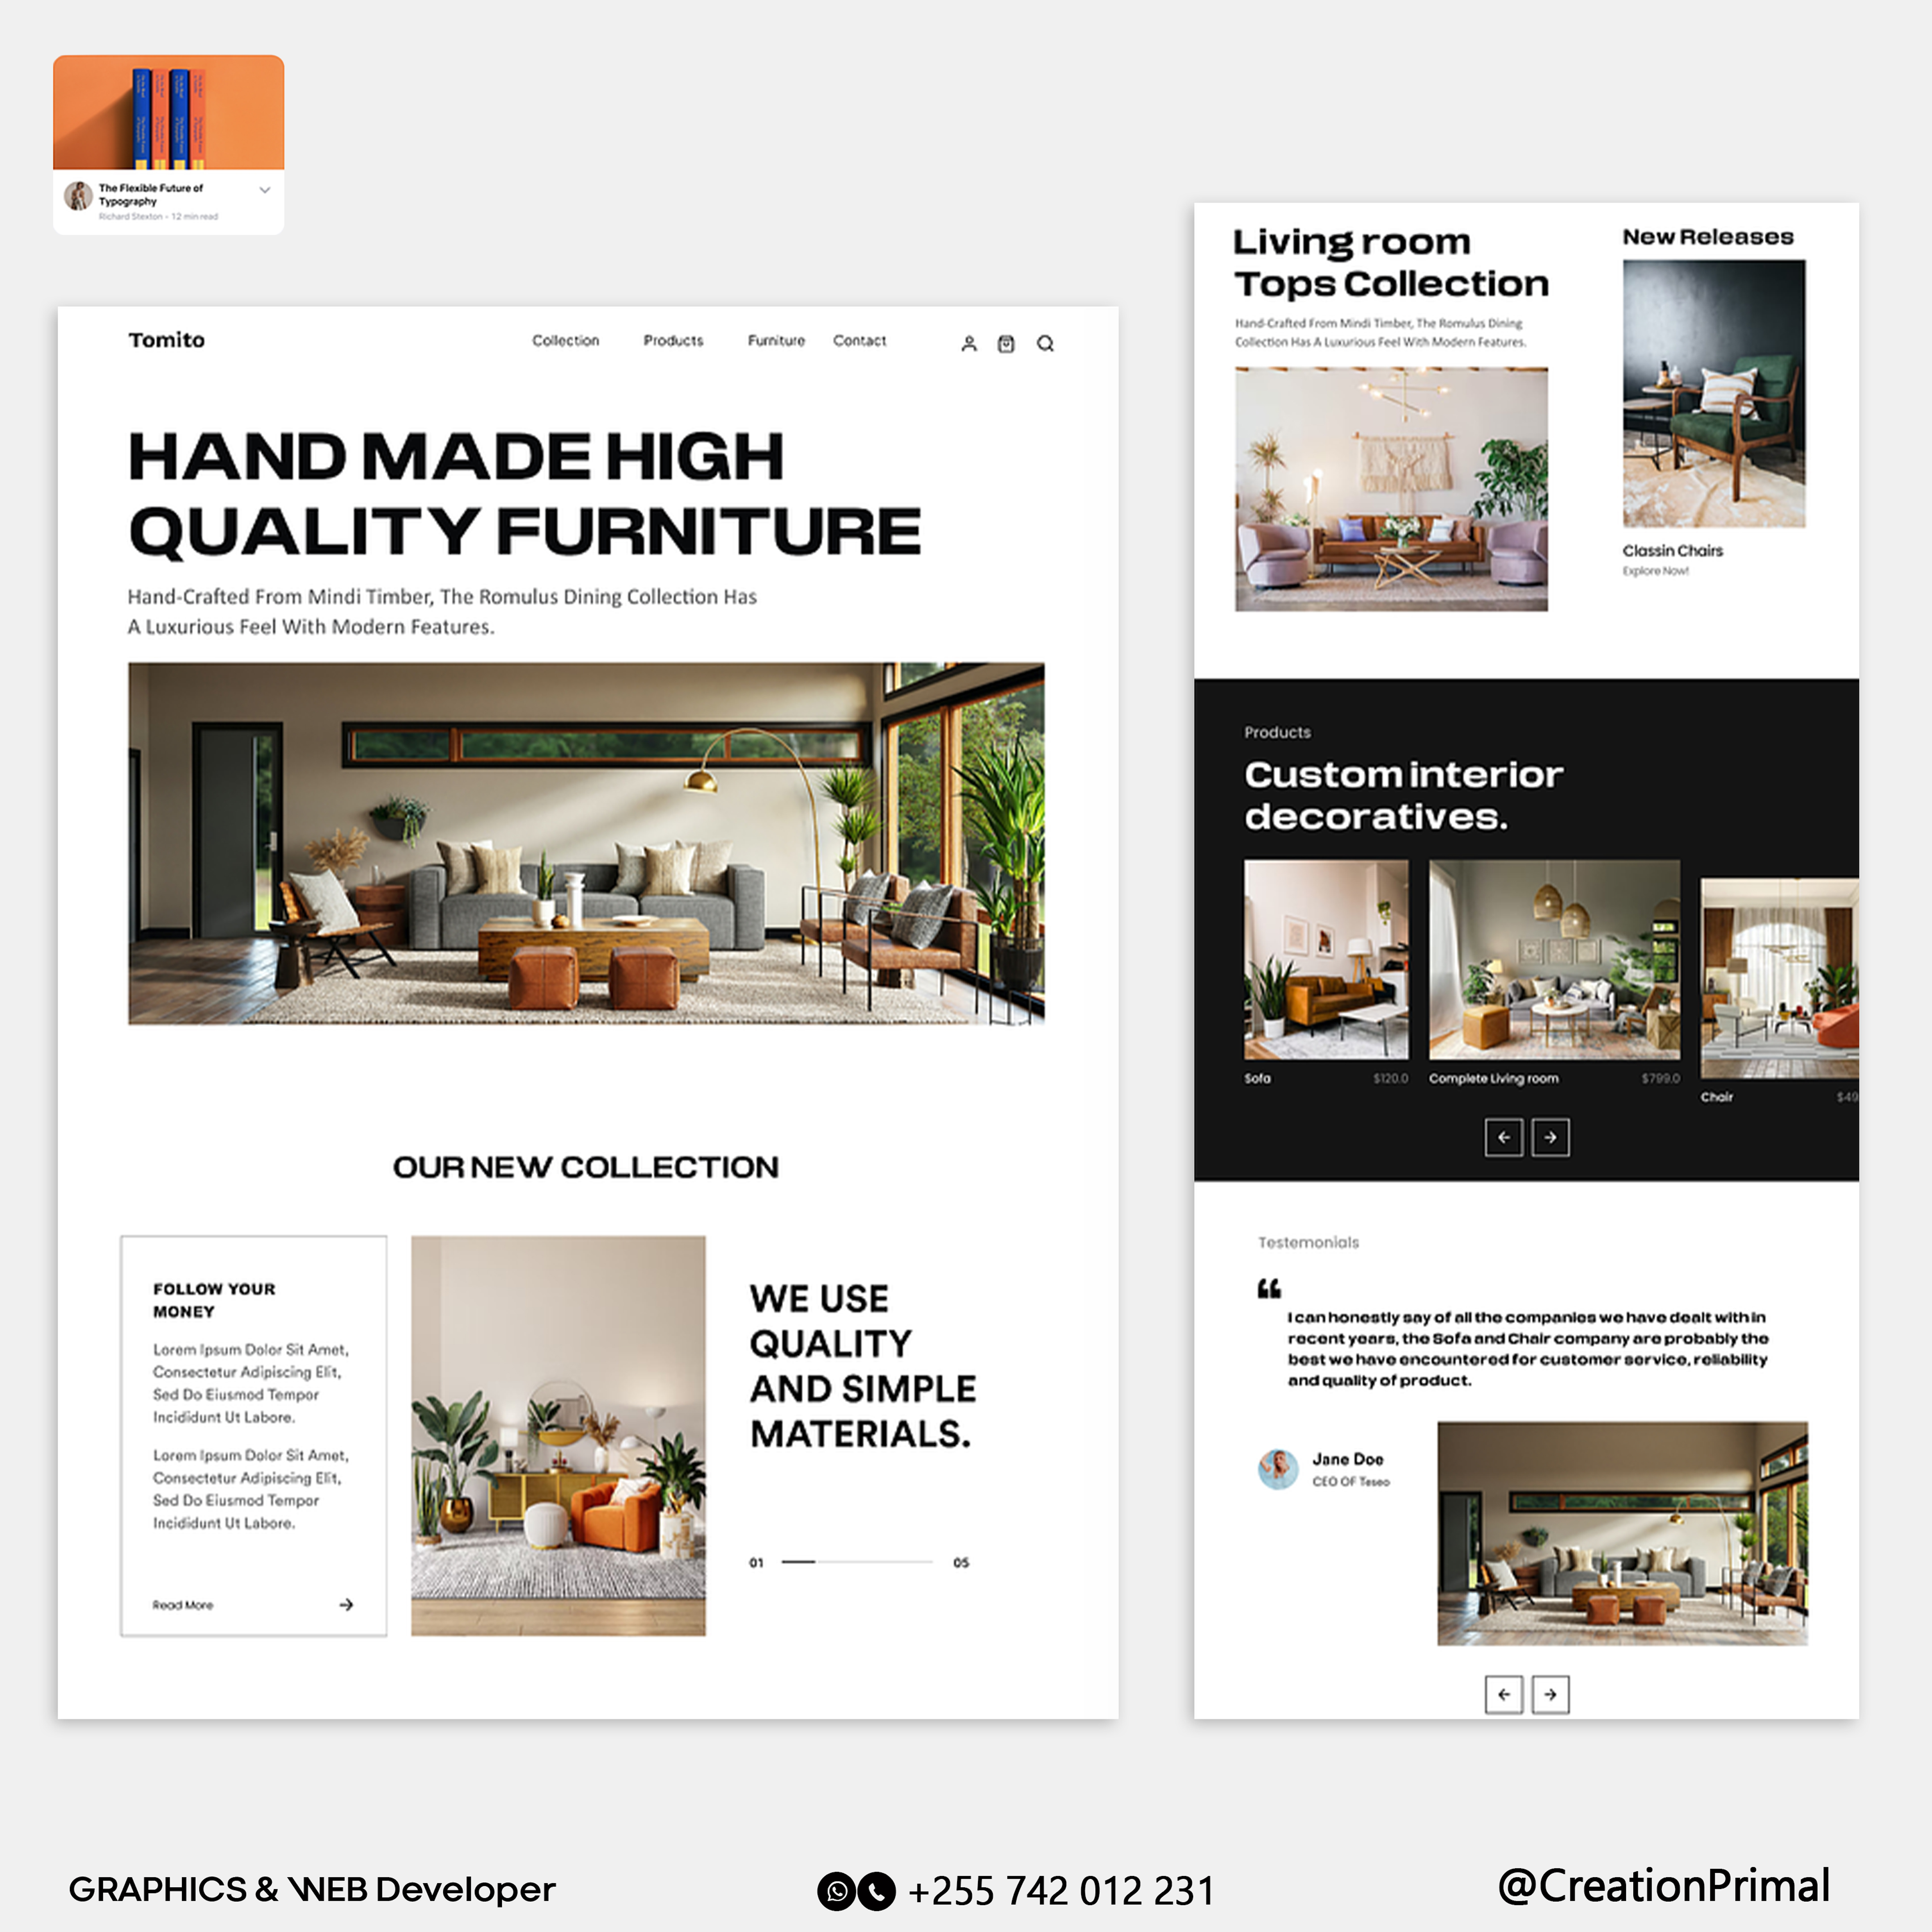 The Flexible Future of
Typography
Richard Stexton - 12 min read
Tomito
Collection Products Furniture Contact
HAND MADE HIGH
QUALITY FURNITURE
Hand-Crafted From Mindi Timber, The Romulus Dining Collection Has
A Luxurious Feel With Modern Features.
OUR NEW COLLECTION
FOLLOW YOUR
MONEY
Lorem Ipsum Dolor Sit Amet,
Consectetur Adipiscing Elit,
Sed Do Eiusmod Tempor
Incididunt Ut Labore.
Lorem Ipsum Dolor Sit Amet,
Consectetur Adipiscing Elit,
Sed Do Eiusmod Tempor
Incididunt Ut Labore.
Read More
WE USE
QUALITY
AND SIMPLE
MATERIALS.
01 05
Living room
Tops Collection
Hand-Crafted From Mindi Timber, The Romulus Dining
Collection Has A Luxurious Feel With Modern Features.
New Releases
Classin Chairs
Explore Now!
Products
Custom interior
decoratives.
Sofa $120.0
Complete Living room $799.0
Chair $49
Testemonials
“
I can honestly say of all the companies we have dealt with in
recent years, the Sofa and Chair company are probably the
best we have encountered for customer service, reliability
and quality of product.
Jane Doe
CEO OF Teseo
GRAPHICS & WEB Developer
+255 742 012 231
@CreationPrimal